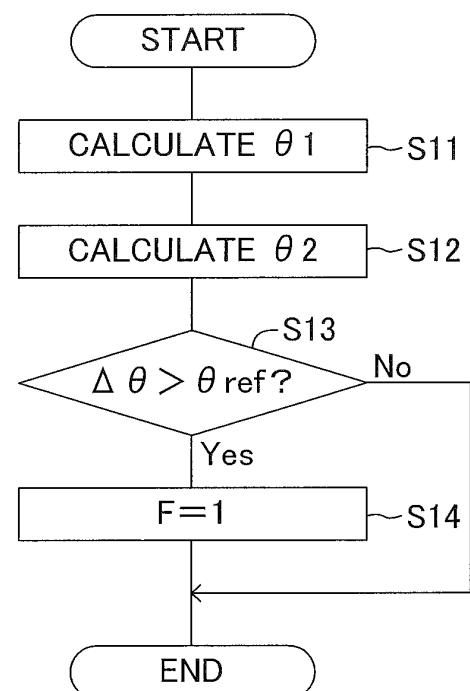 START
CALCULATE θ1
S11
CALCULATE θ2
S12
S13
Δθ > θref?
No
Yes
F=1
S14
END